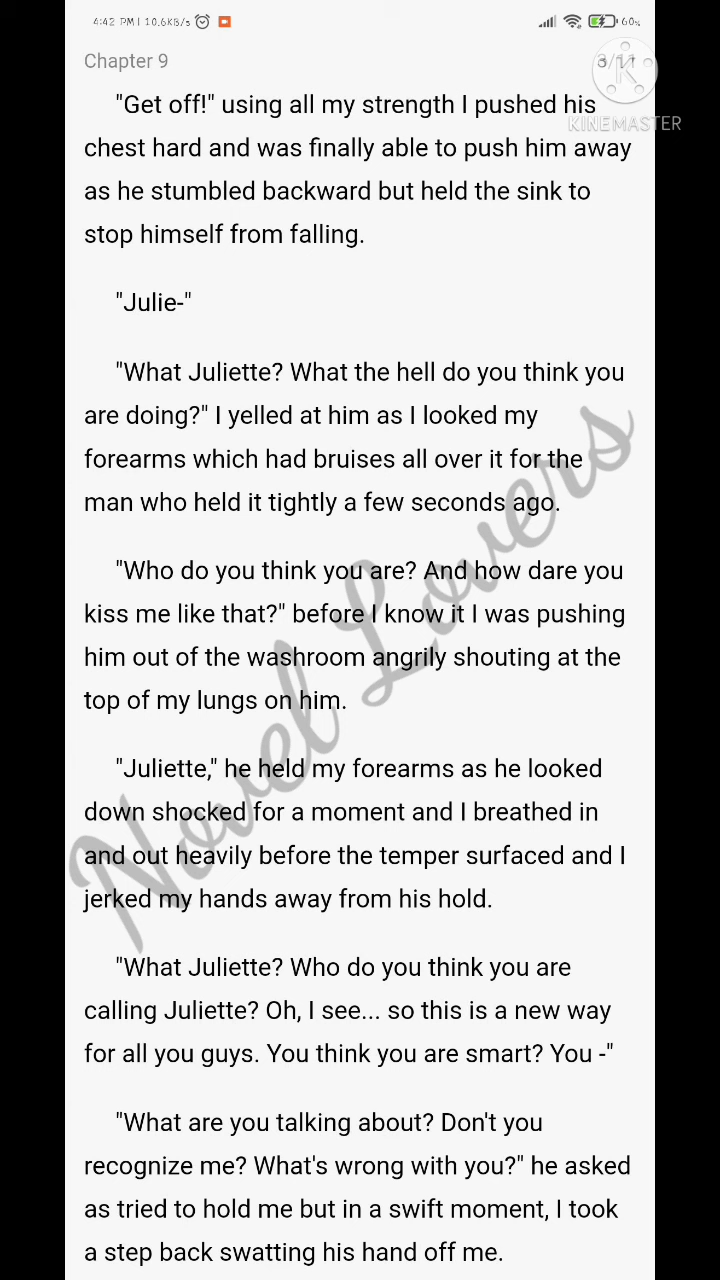 4:42 PM | 10.6KB/s
60%
Chapter 9
3/11
KINEMASTER
"Get off!" using all my strength I pushed his
chest hard and was finally able to push him away
as he stumbled backward but held the sink to
stop himself from falling.
"Julie-"
"What Juliette? What the hell do you think you
are doing?" I yelled at him as I looked my
forearms which had bruises all over it for the
man who held it tightly a few seconds ago.
"Who do you think you are? And how dare you
kiss me like that?" before I know it I was pushing
him out of the washroom angrily shouting at the
top of my lungs on him.
"Juliette," he held my forearms as he looked
down shocked for a moment and I breathed in
and out heavily before the temper surfaced and I
jerked my hands away from his hold.
"What Juliette? Who do you think you are
calling Juliette? Oh, I see... so this is a new way
for all you guys. You think you are smart? You -"
"What are you talking about? Don't you
recognize me? What's wrong with you?" he asked
as tried to hold me but in a swift moment, I took
a step back swatting his hand off me.
Novel Lovers